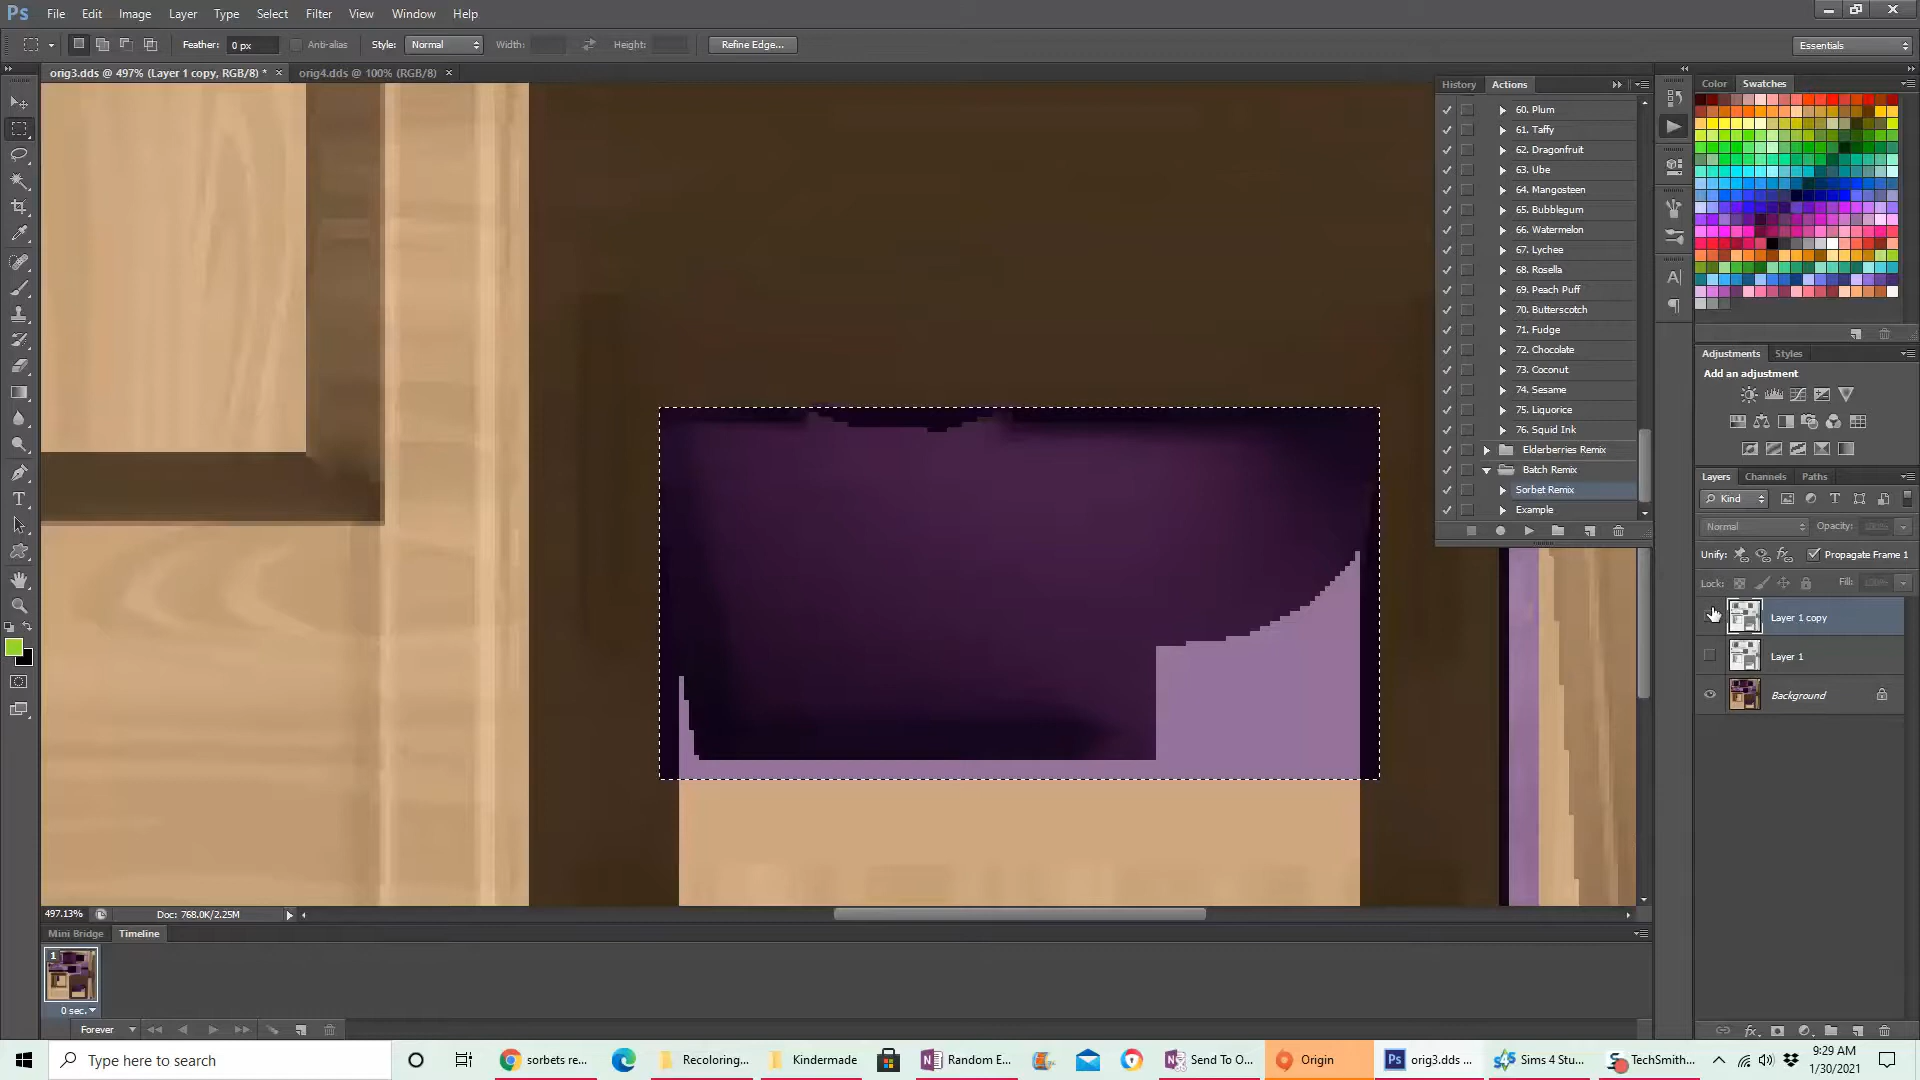 Ps File Edit Image Layer Type Select Filter Analysis View Window Help
Feather: 0 px Anti-alias Style: Normal Width: Height: Refine Edge... Essentials
orig3.dds @ 497% (Layer 1 copy, RGB/8) * × orig4.dds @ 100% (RGB/8) ×
History Actions
Color Swatches
60. Plum
61. Taffy
62. Dragonfruit
63. Ube
64. Mangosteen
65. Bubblegum
66. Watermelon
67. Lychee
68. Rosella
69. Peach Puff
70. Butterscotch
71. Fudge
72. Chocolate
73. Coconut
74. Sesame
75. Liquorice
76. Squid Ink
Elderberries Remix
Batch Remix
Sorbet Remix
Example
Adjustments Styles
Add an adjustment
Layers Channels Paths
Kind
Normal Opacity: 100%
Unify: Propagate Frame 1
Lock: Fill: 100%
Layer 1 copy
Layer 1
Background
497.13% Doc: 768.0K/2.25M
Mini Bridge Timeline
1
0 sec.
Forever
Type here to search
sorbets re... Recoloring... Kindermade Random E... Send To O... Origin Ps orig3.dds ... Sims 4 Stu... TechSmith...
9:29 AM
1/30/2021